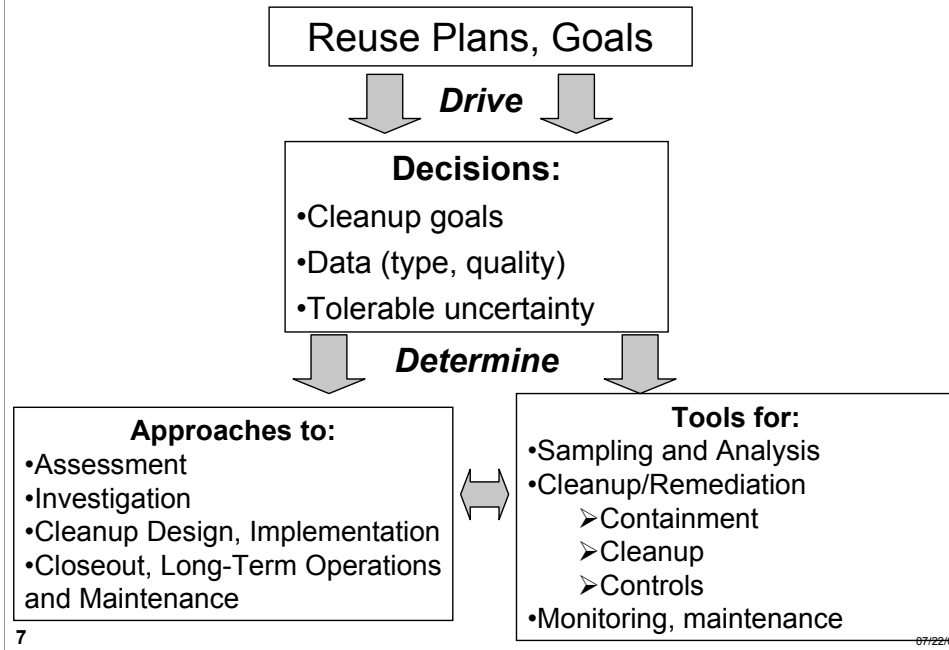 Reuse Plans, Goals
Drive
Decisions:
•Cleanup goals
•Data (type, quality)
•Tolerable uncertainty
Determine
Approaches to:
•Assessment
•Investigation
•Cleanup Design, Implementation
•Closeout, Long-Term Operations
and Maintenance
Tools for:
•Sampling and Analysis
•Cleanup/Remediation
➢Containment
➢Cleanup
➢Controls
•Monitoring, maintenance
7
07/22/